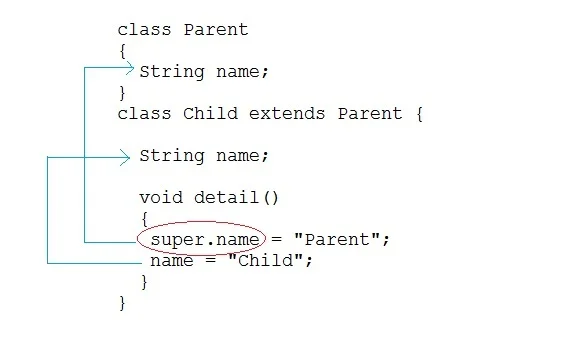 class Parent
{
String name;
}
class Child extends Parent {
String name;
void detail()
{
super.name = "Parent";
name = "Child";
}
}